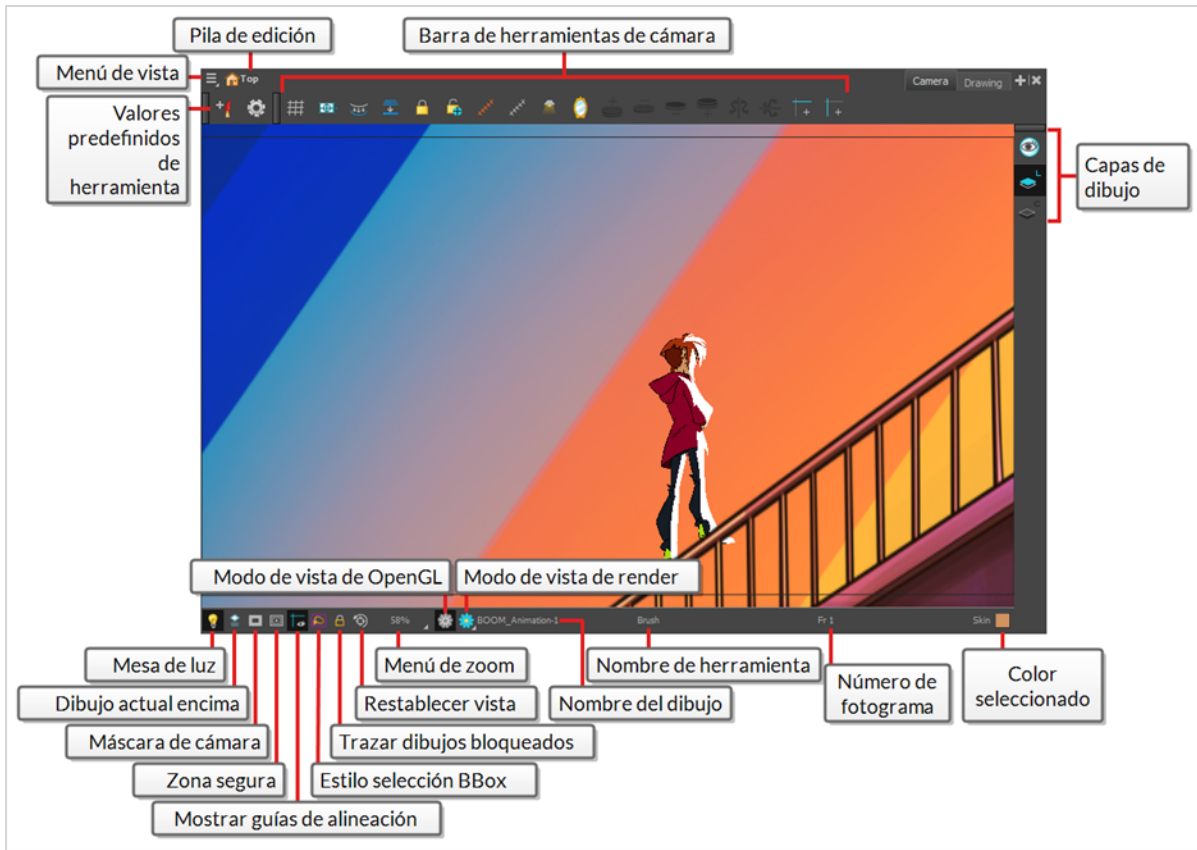 Pila de edición
Barra de herramientas de cámara
Menú de vista
Top
Camera
Drawing
Valores
predefinidos
de
herramienta
L
C
Capas de
dibujo
Modo de vista de OpenGL
Modo de vista de render
58%
BOOM_Animation-1
Brush
Fr 1
Skin
Mesa de luz
Menú de zoom
Nombre de herramienta
Número de
fotograma
Color
seleccionado
Dibujo actual encima
Restablecer vista
Nombre del dibujo
Máscara de cámara
Trazar dibujos bloqueados
Zona segura
Estilo selección BBox
Mostrar guías de alineación